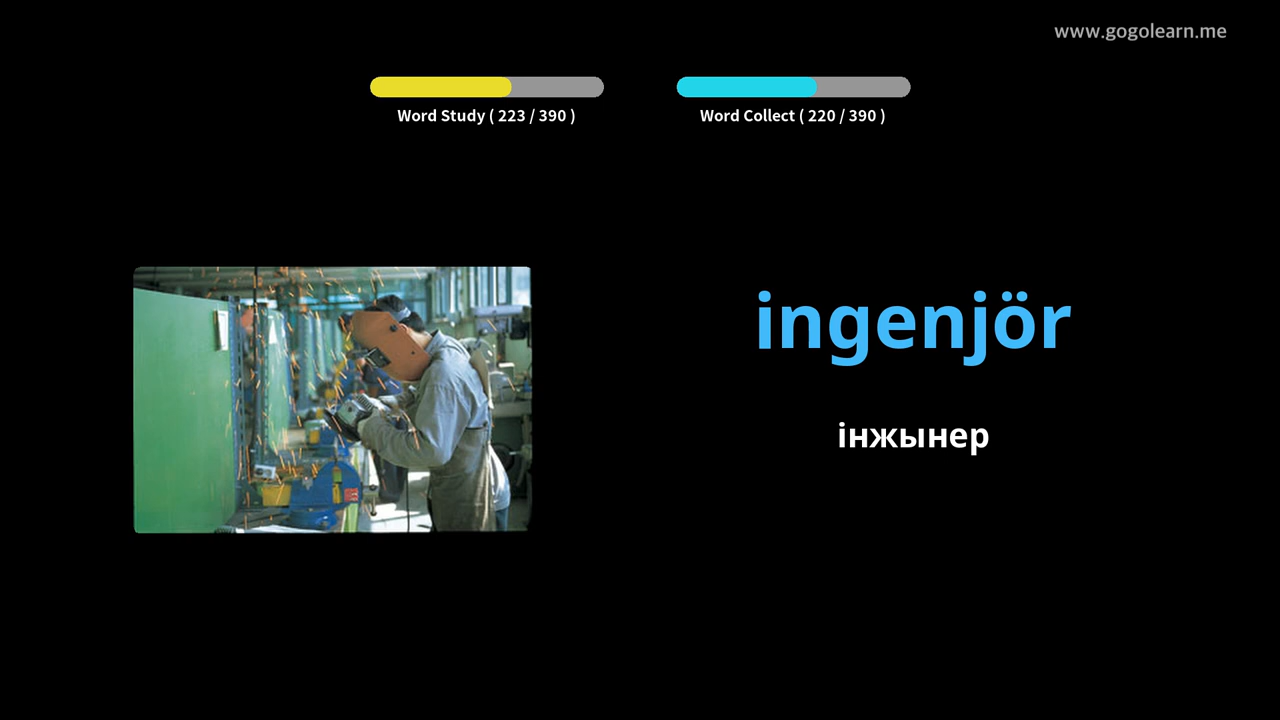 www.gogolearn.me
Word Study ( 223 / 390 )
Word Collect ( 220 / 390 )
ingenjör
інжынер